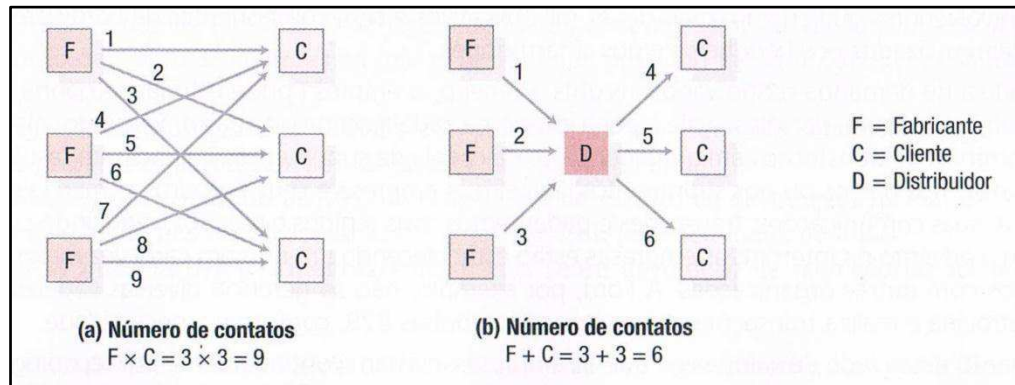 F 1 C
2
3
4
F 5 C
6
7
F 8 C
9
F C
1 4
F 2 D 5 C
3 6
F C
F = Fabricante
C = Cliente
D = Distribuidor
(a) Número de contatos
F × C = 3 × 3 = 9
(b) Número de contatos
F + C = 3 + 3 = 6